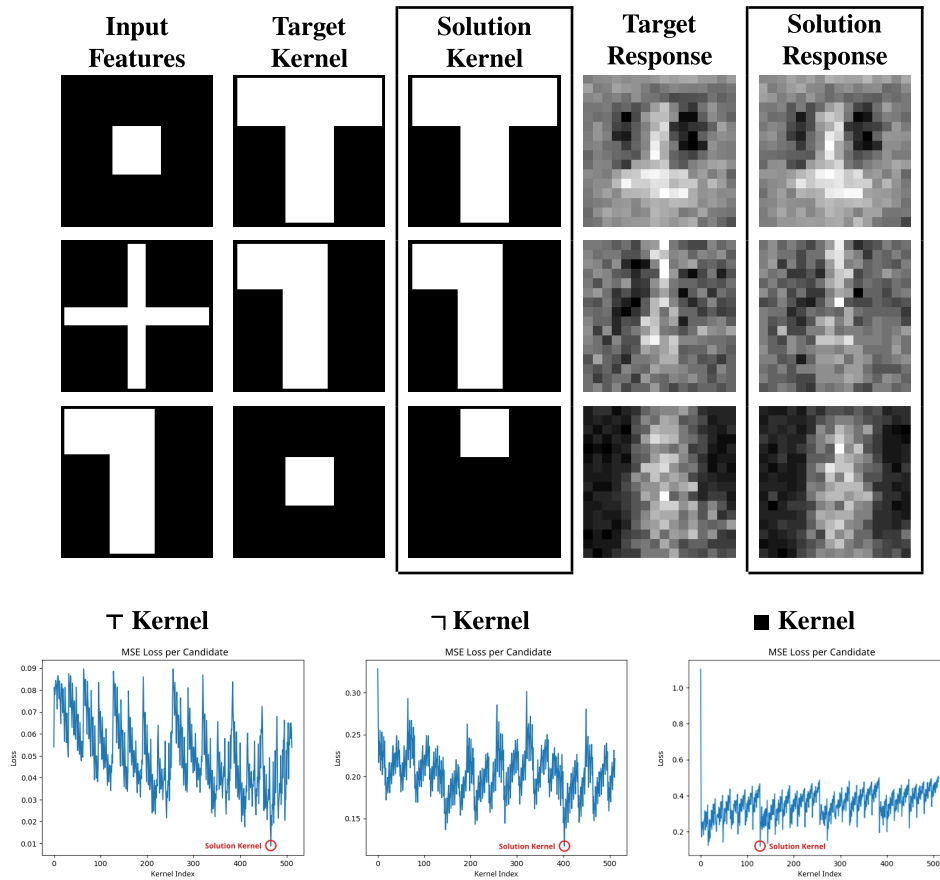 Input Features
Target Kernel
Solution Kernel
Target Response
Solution Response
Kernel
Kernel
Kernel
MSE Loss per Candidate
0.09
0.08
0.07
0.06
0.05
0.04
0.03
0.02
0.01
Loss
Solution Kernel
0 100 200 300 400 500
Kernel Index
MSE Loss per Candidate
0.30
0.25
0.20
0.15
Loss
Solution Kernel
0 100 200 300 400 500
Kernel Index
MSE Loss per Candidate
1.0
0.8
0.6
0.4
0.2
Loss
Solution Kernel
0 100 200 300 400 500
Kernel Index